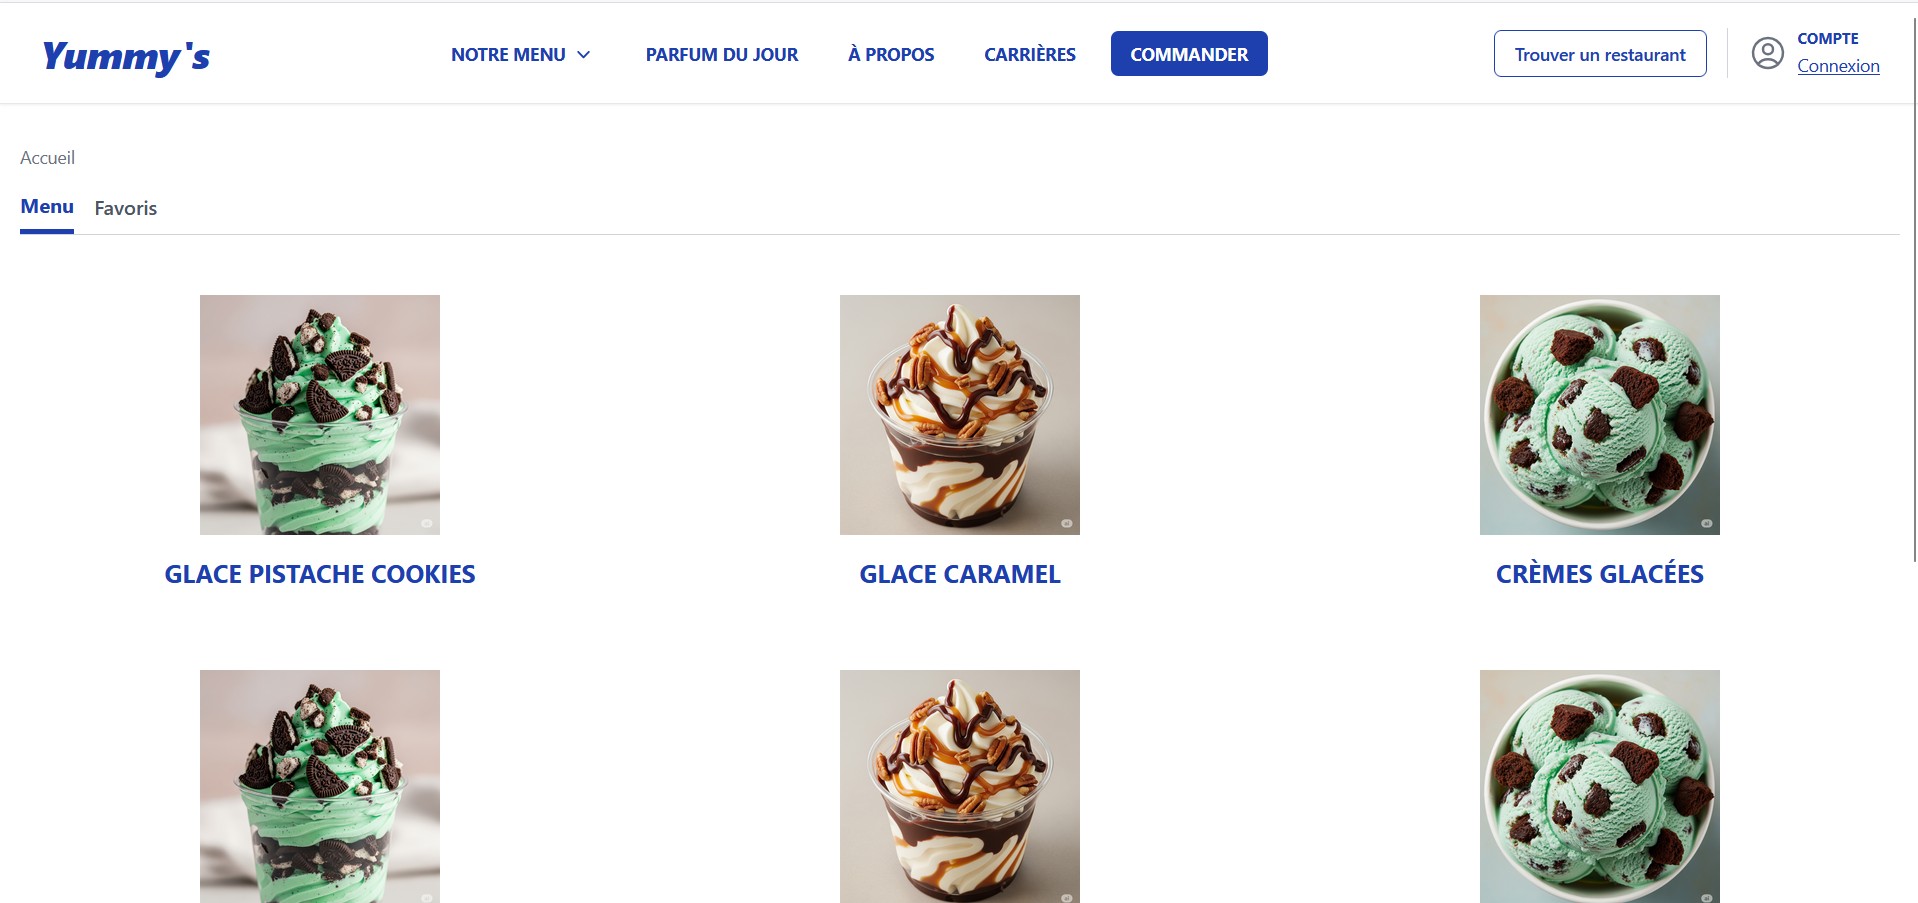 Yummy's
NOTRE MENU
PARFUM DU JOUR
À PROPOS
CARRIÈRES
COMMANDER
Trouver un restaurant
COMPTE
Connexion
Accueil
Menu
Favoris
GLACE PISTACHE COOKIES
GLACE CARAMEL
CRÈMES GLACÉES